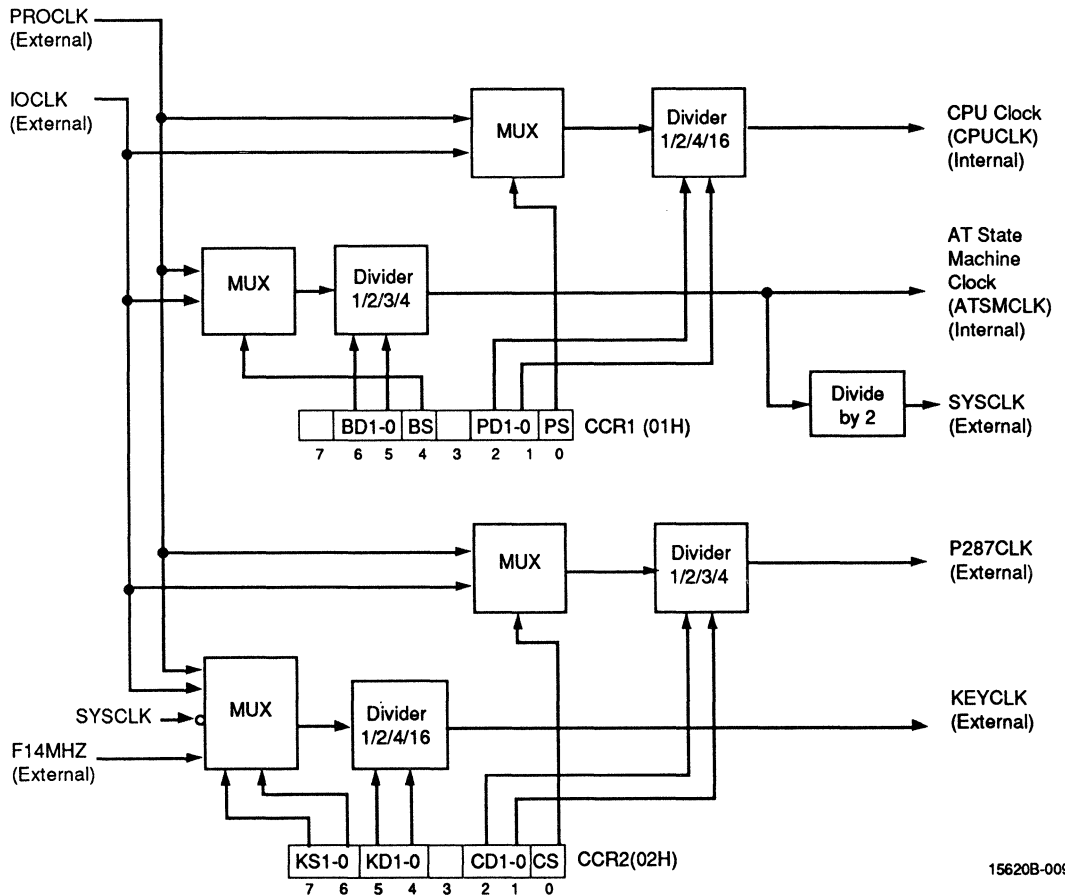 PROCLK
(External)
IOCLK
(External)
MUX
Divider
1/2/4/16
CPU Clock
(CPUCLK)
(Internal)
MUX
Divider
1/2/3/4
AT State
Machine
Clock
(ATSMCLK)
(Internal)
Divide
by 2
SYSCLK
(External)
BD1-0 BS PD1-0 PS CCR1 (01H)
7 6 5 4 3 2 1 0
MUX
Divider
1/2/3/4
P287CLK
(External)
SYSCLK
F14MHZ
(External)
MUX
Divider
1/2/4/16
KEYCLK
(External)
KS1-0 KD1-0 CD1-0 CS CCR2(02H)
7 6 5 4 3 2 1 0
15620B-009